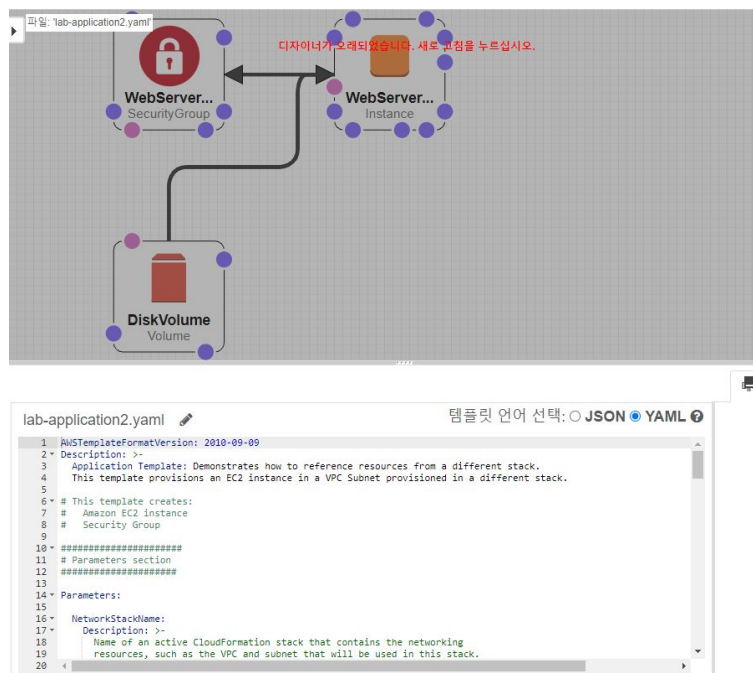 파일: 'lab-application2.yaml'
디자이너가 오래되었습니다. 새로 고침을 누르십시오.
WebServer...
SecurityGroup
WebServer...
Instance
DiskVolume
Volume
lab-application2.yaml
템플릿 언어 선택: JSON YAML
1 AWSTemplateFormatVersion: 2010-09-09
2 Description: >-
3 Application Template: Demonstrates how to reference resources from a different stack.
4 This template provisions an EC2 instance in a VPC Subnet provisioned in a different stack.
5
6 # This template creates:
7 # Amazon EC2 instance
8 # Security Group
9
10 ######################
11 # Parameters section
12 #####################
13
14 Parameters:
15
16 NetworkStackName:
17 Description: >-
18 Name of an active CloudFormation stack that contains the networking
19 resources, such as the VPC and subnet that will be used in this stack.
20